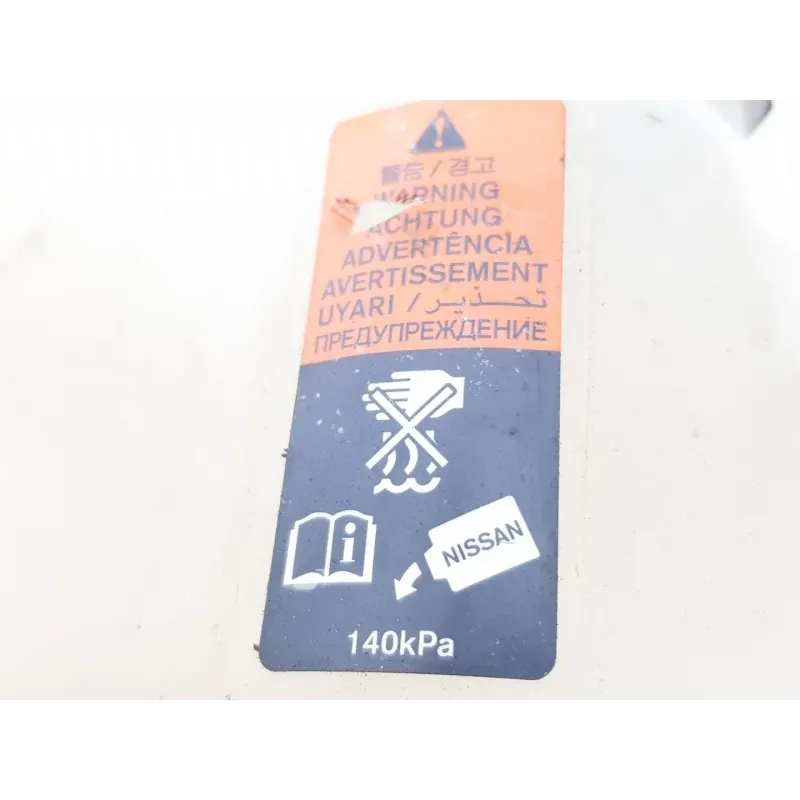 警告 / 경고
WARNING
ACHTUNG
ADVERTÊNCIA
AVERTISSEMENT
UYARI / تحذير
ПРЕДУПРЕЖДЕНИЕ
i
NISSAN
140kPa